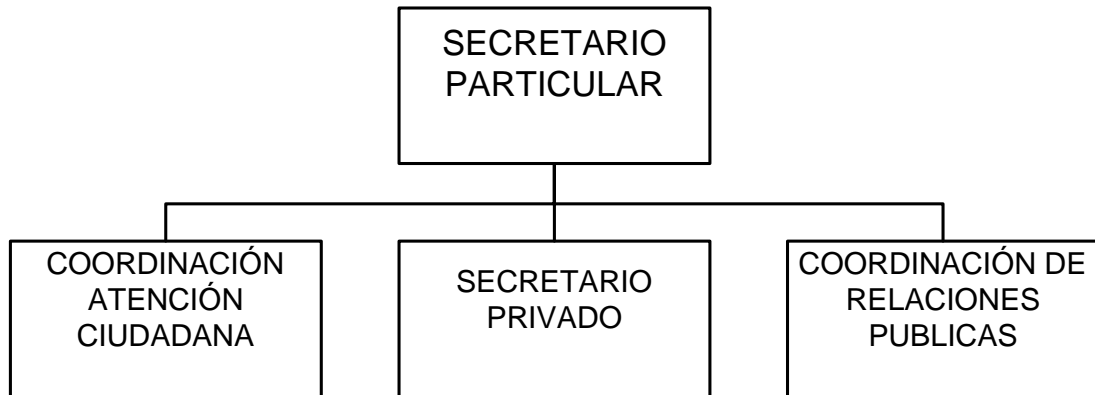 SECRETARIO
PARTICULAR
COORDINACIÓN
ATENCIÓN
CIUDADANA
SECRETARIO
PRIVADO
COORDINACIÓN DE
RELACIONES
PUBLICAS